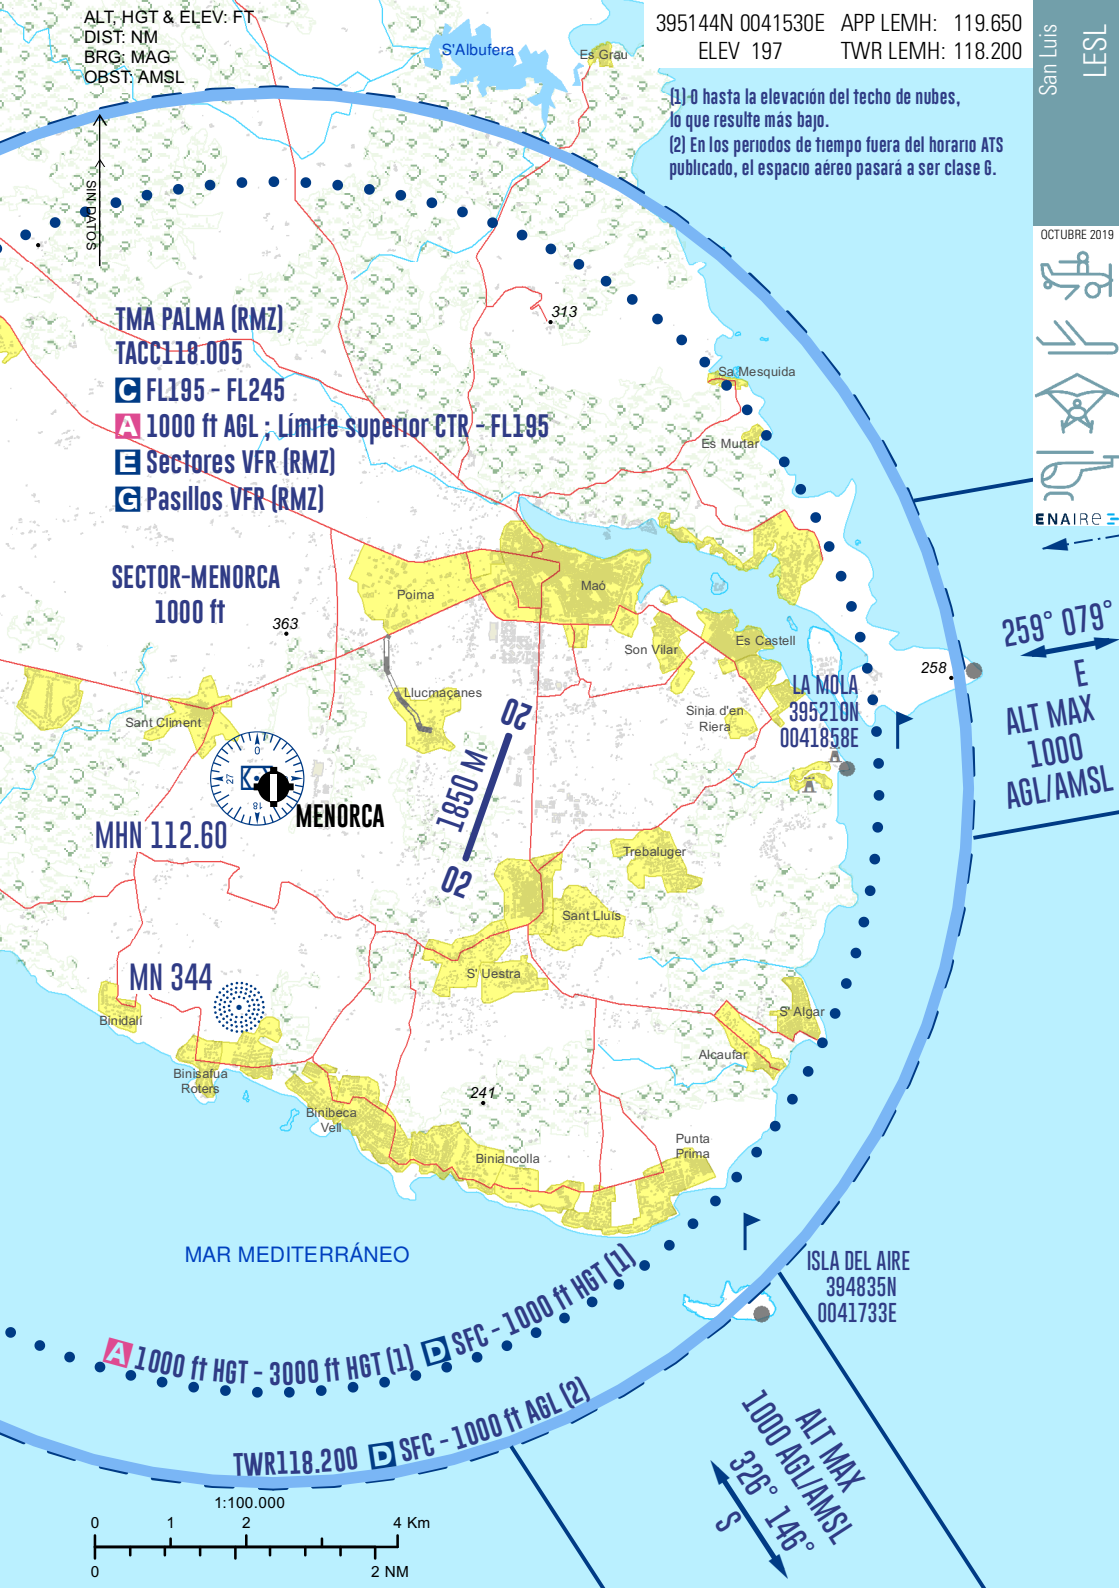 ALT, HGT & ELEV: FT
DIST: NM
BRG: MAG
OBST: AMSL
395144N 0041530E APP LEMH: 119.650
ELEV 197 TWR LEMH: 118.200
San Luis
LESL
(1) O hasta la elevación del techo de nubes,
lo que resulte más bajo.
(2) En los periodos de tiempo fuera del horario ATS
publicado, el espacio aéreo pasará a ser clase G.
OCTUBRE 2019
ENAIRE
S'Albufera
Es Grau
SIN DATOS
313
TMA PALMA (RMZ)
TACC118.005
C FL195 - FL245
A 1000 ft AGL ; Límite superior CTR - FL195
E Sectores VFR (RMZ)
G Pasillos VFR (RMZ)
Sa Mesquida
Es Murtar
SECTOR-MENORCA
1000 ft
363
Poima
Maó
Son Vilar
Es Castell
258
259° 079°
E
ALT MAX
1000
AGL/AMSL
LA MOLA
395210N
0041858E
Sinia d'en
Riera
Llucmaçanes
Sant Climent
20
1850 M
02
0
27
18
MENORCA
MHN 112.60
Trebaluger
Sant Lluís
S' Uestra
MN 344
Binidalí
S' Algar
Alcaufar
Binisafua
Roters
Binibeca
Vell
241
Biniancolla
Punta
Prima
MAR MEDITERRÁNEO
ISLA DEL AIRE
394835N
0041733E
A 1000 ft HGT - 3000 ft HGT (1) D SFC - 1000 ft HGT (1)
TWR118.200 D SFC - 1000 ft AGL (2)
ALT MAX
1000 AGL/AMSL
326° 146°
S
1:100.000
0 1 2 4 Km
0 2 NM